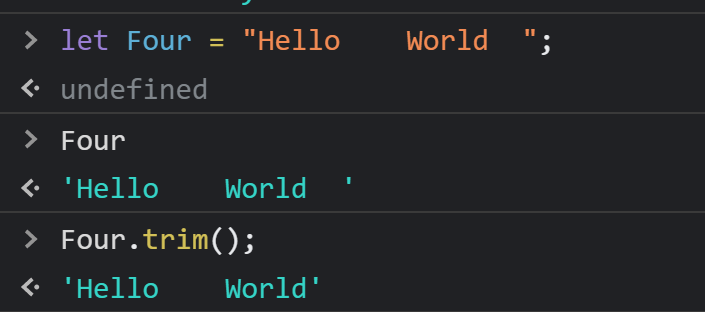 > let Four = "Hello    World  ";
<· undefined
> Four
<· 'Hello    World  '
> Four.trim();
<· 'Hello    World'